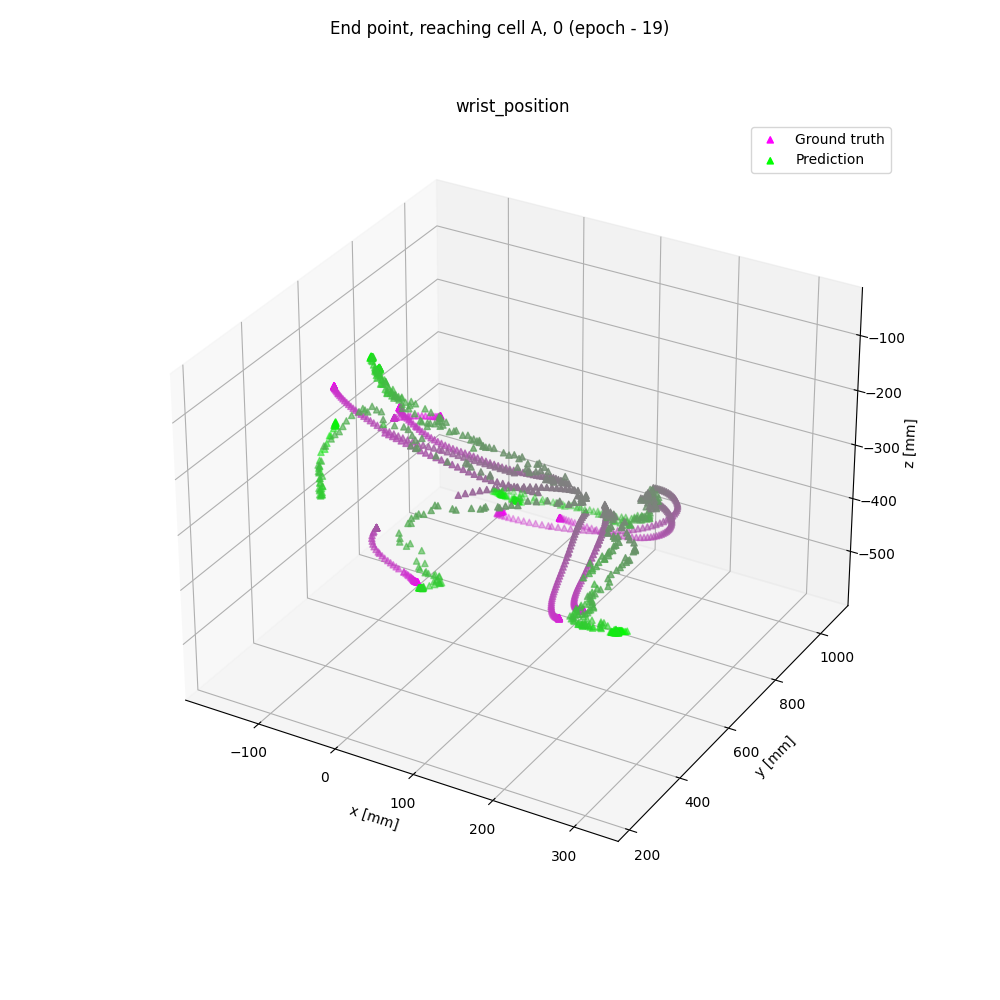 End point, reaching cell A, 0 (epoch - 19)
wrist_position
Ground truth
Prediction
−100
−200
−300
−400
−500
z [mm]
1000
800
600
400
200
y [mm]
−100
0
100
200
300
x [mm]